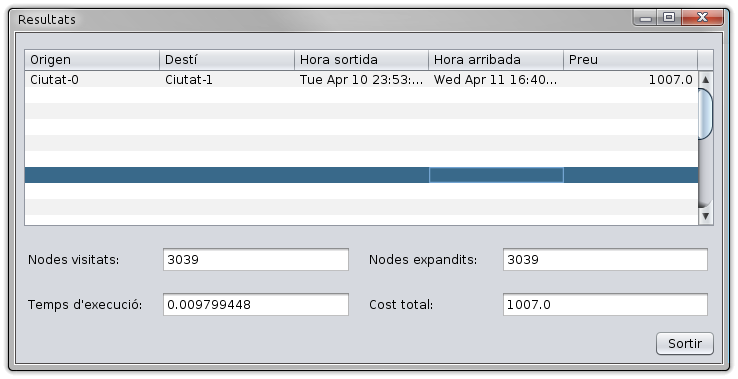 Resultats
Origen Destí Hora sortida Hora arribada Preu
Ciutat-0 Ciutat-1 Tue Apr 10 23:53:... Wed Apr 11 16:40... 1007.0
Nodes visitats: 3039 Nodes expandits: 3039
Temps d'execució: 0.009799448 Cost total: 1007.0
Sortir